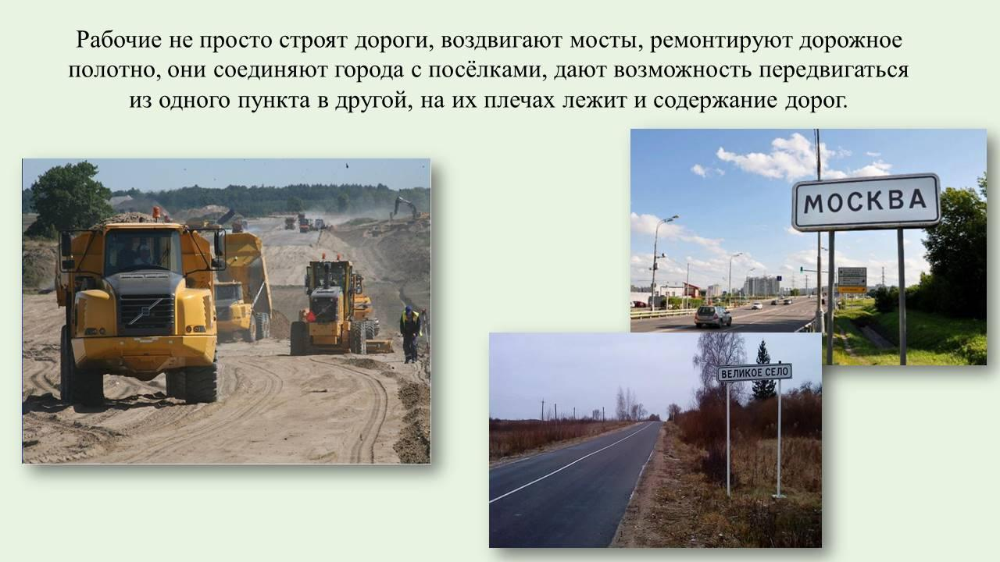 Рабочие не просто строят дороги, воздвигают мосты, ремонтируют дорожное
полотно, они соединяют города с посёлками, дают возможность передвигаться
из одного пункта в другой, на их плечах лежит и содержание дорог.
МОСКВА
ВЕЛИКОЕ СЕЛО